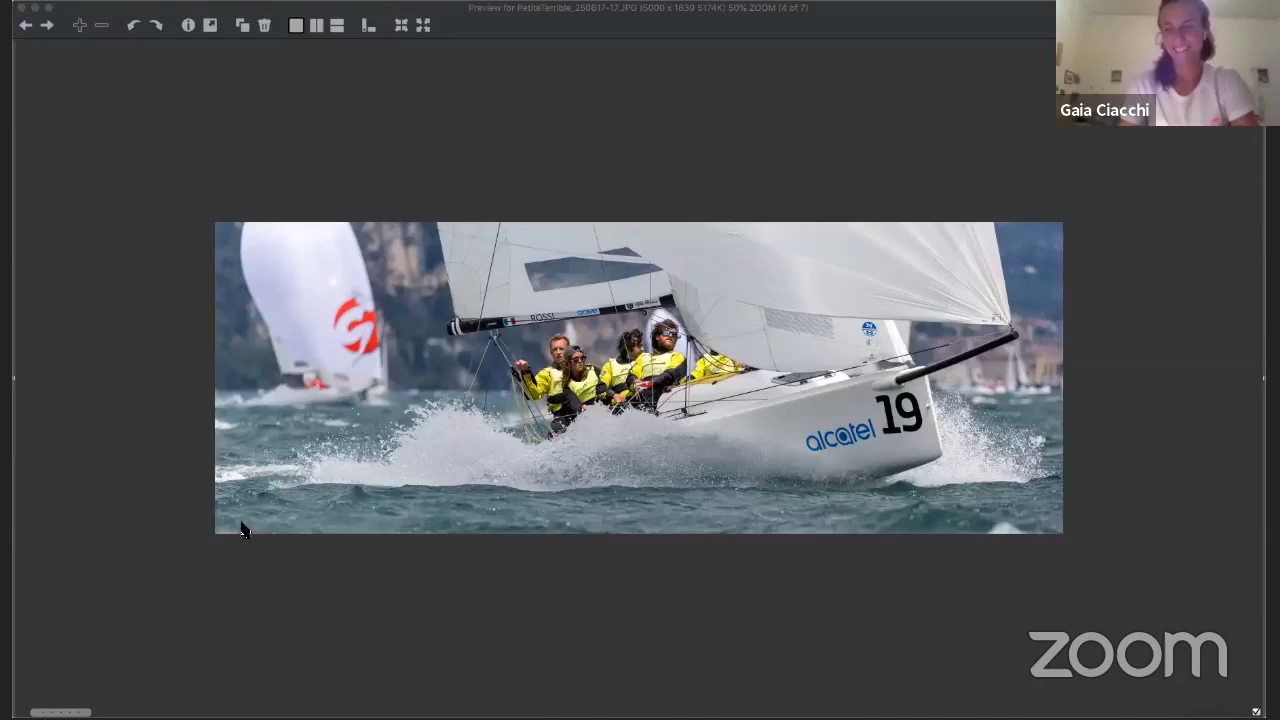 Preview for PetiteTerrible_250617-17.JPG (5000 x 1839 5174K) 50% ZOOM (4 of 7)
Gaia Ciacchi
ROSSI
alcatel
alcatel
19
zoom